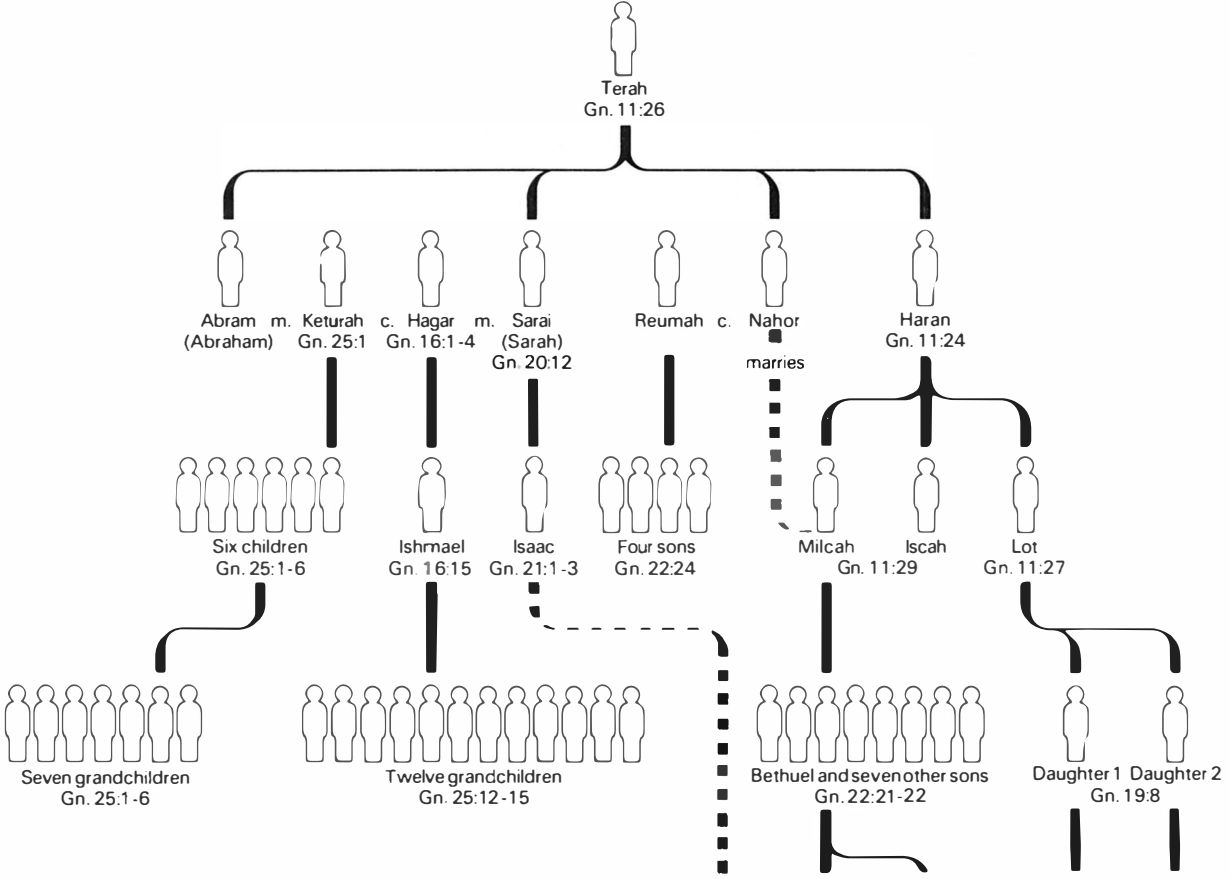 Terah
Gn. 11:26
Abram m. Keturah c. Hagar m. Sarai
(Abraham) Gn. 25:1 Gn. 16:1-4 (Sarah)
Gn. 20:12
Reumah c. Nahor
marries
Haran
Gn. 11:24
Six children
Gn. 25:1-6
Ishmael
Gn. 16:15
Isaac
Gn. 21:1-3
Four sons
Gn. 22:24
Milcah Iscah
Gn. 11:29
Lot
Gn. 11:27
Seven grandchildren
Gn. 25:1-6
Twelve grandchildren
Gn. 25:12-15
Bethuel and seven other sons
Gn. 22:21-22
Daughter 1 Daughter 2
Gn. 19:8